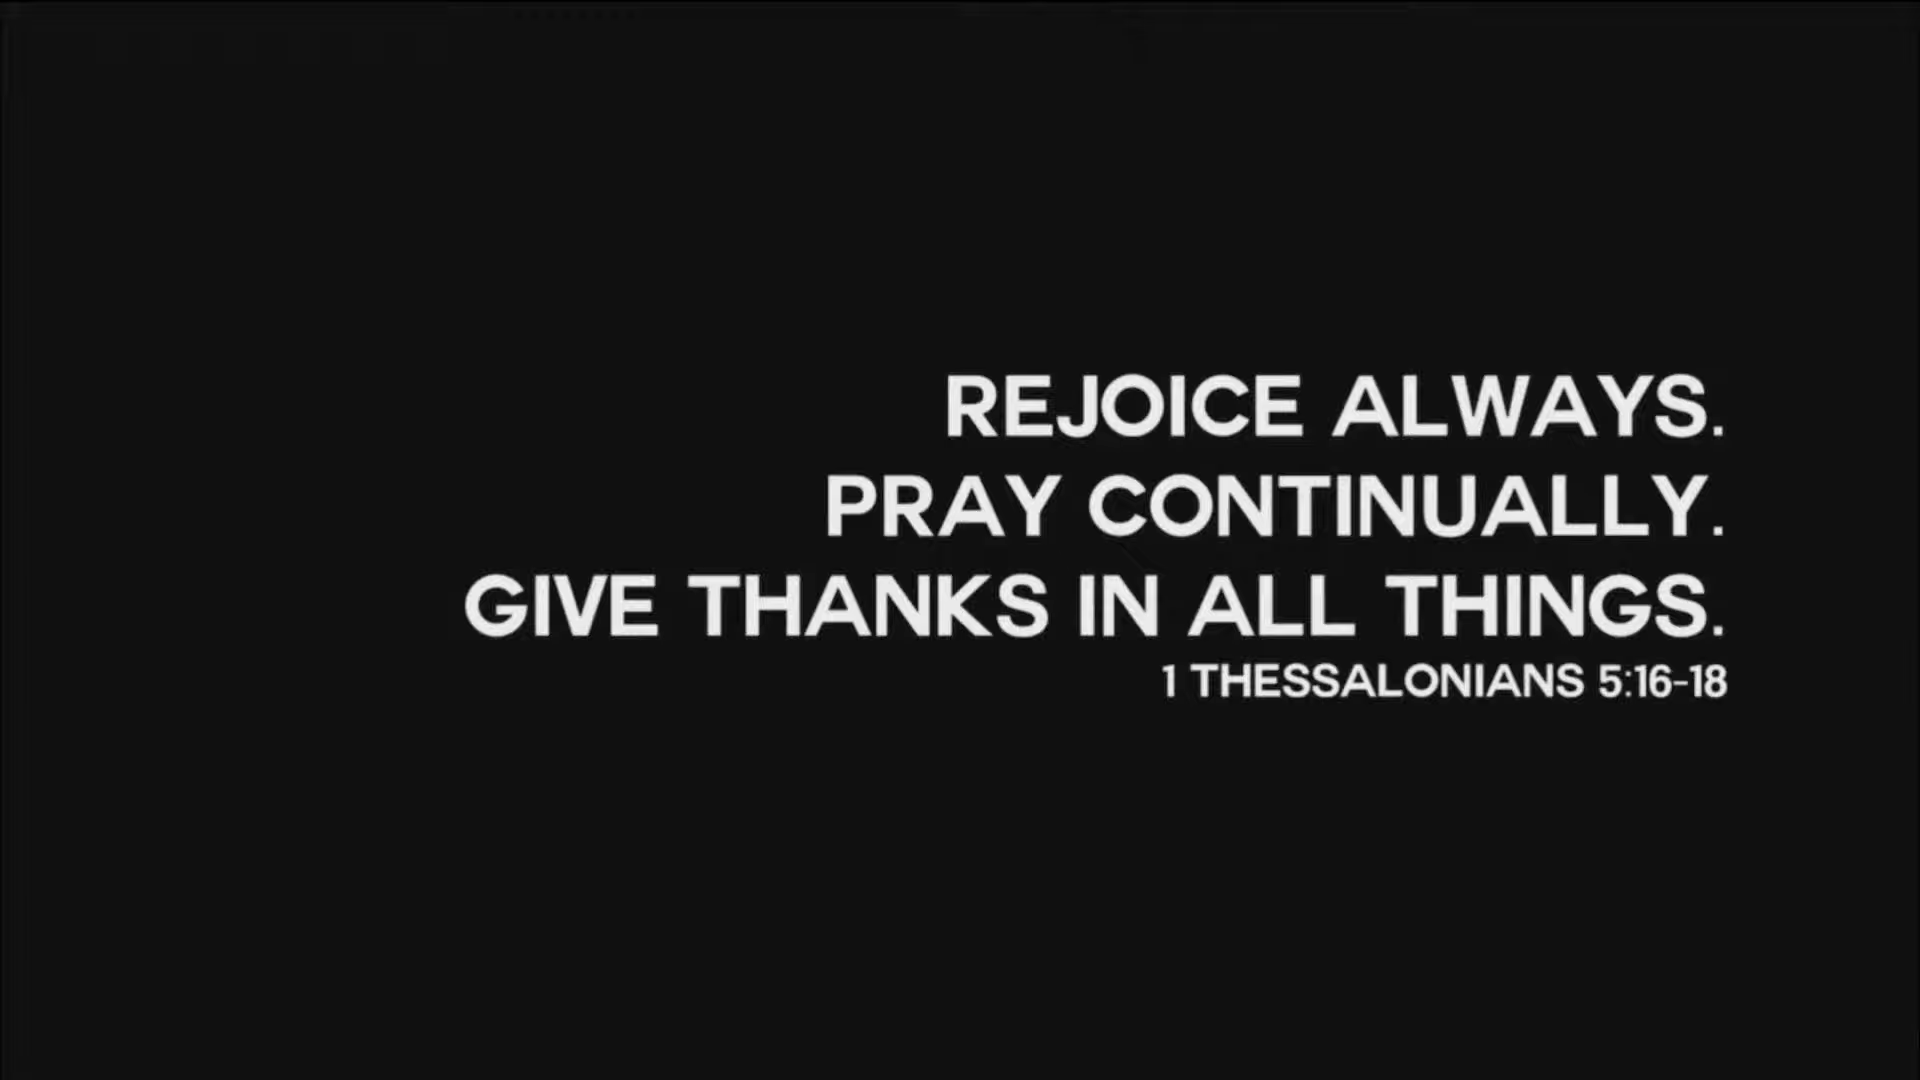 REJOICE ALWAYS.
PRAY CONTINUALLY.
GIVE THANKS IN ALL THINGS.
1 THESSALONIANS 5:16-18